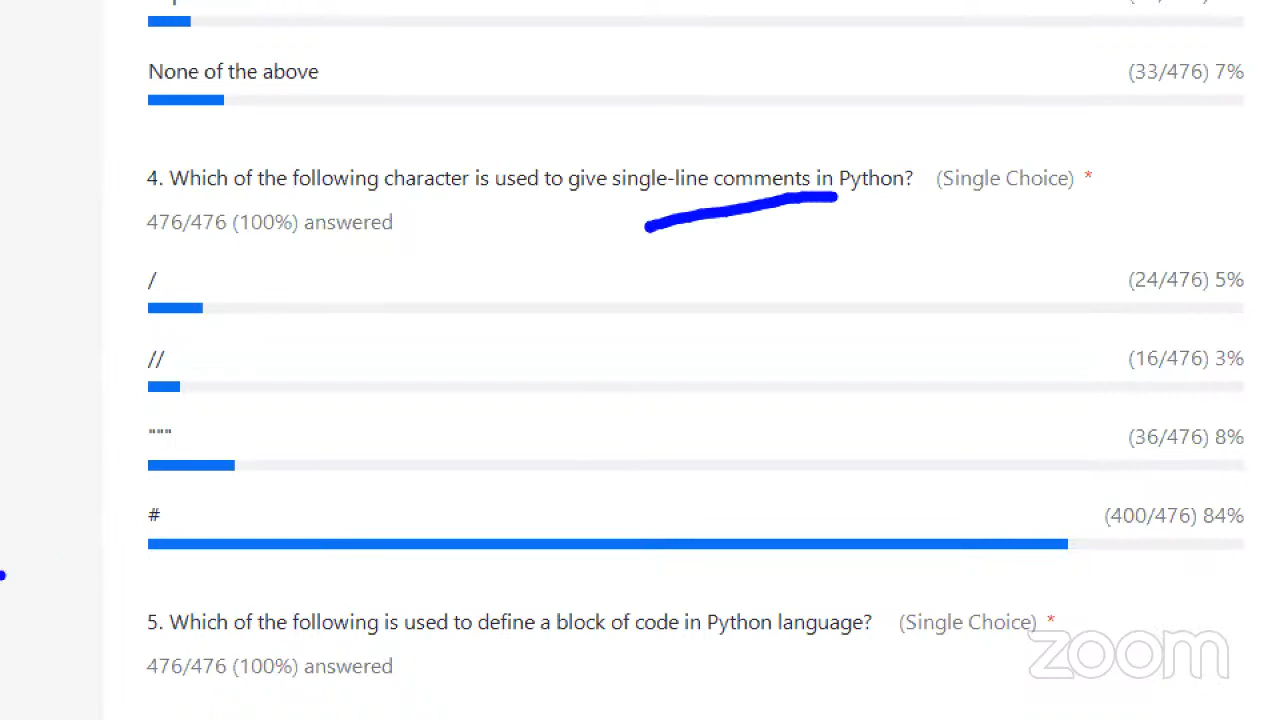 None of the above (33/476) 7%
4. Which of the following character is used to give single-line comments in Python? (Single Choice) *
476/476 (100%) answered
/ (24/476) 5%
// (16/476) 3%
""" (36/476) 8%
# (400/476) 84%
5. Which of the following is used to define a block of code in Python language? (Single Choice) *
476/476 (100%) answered
zoom